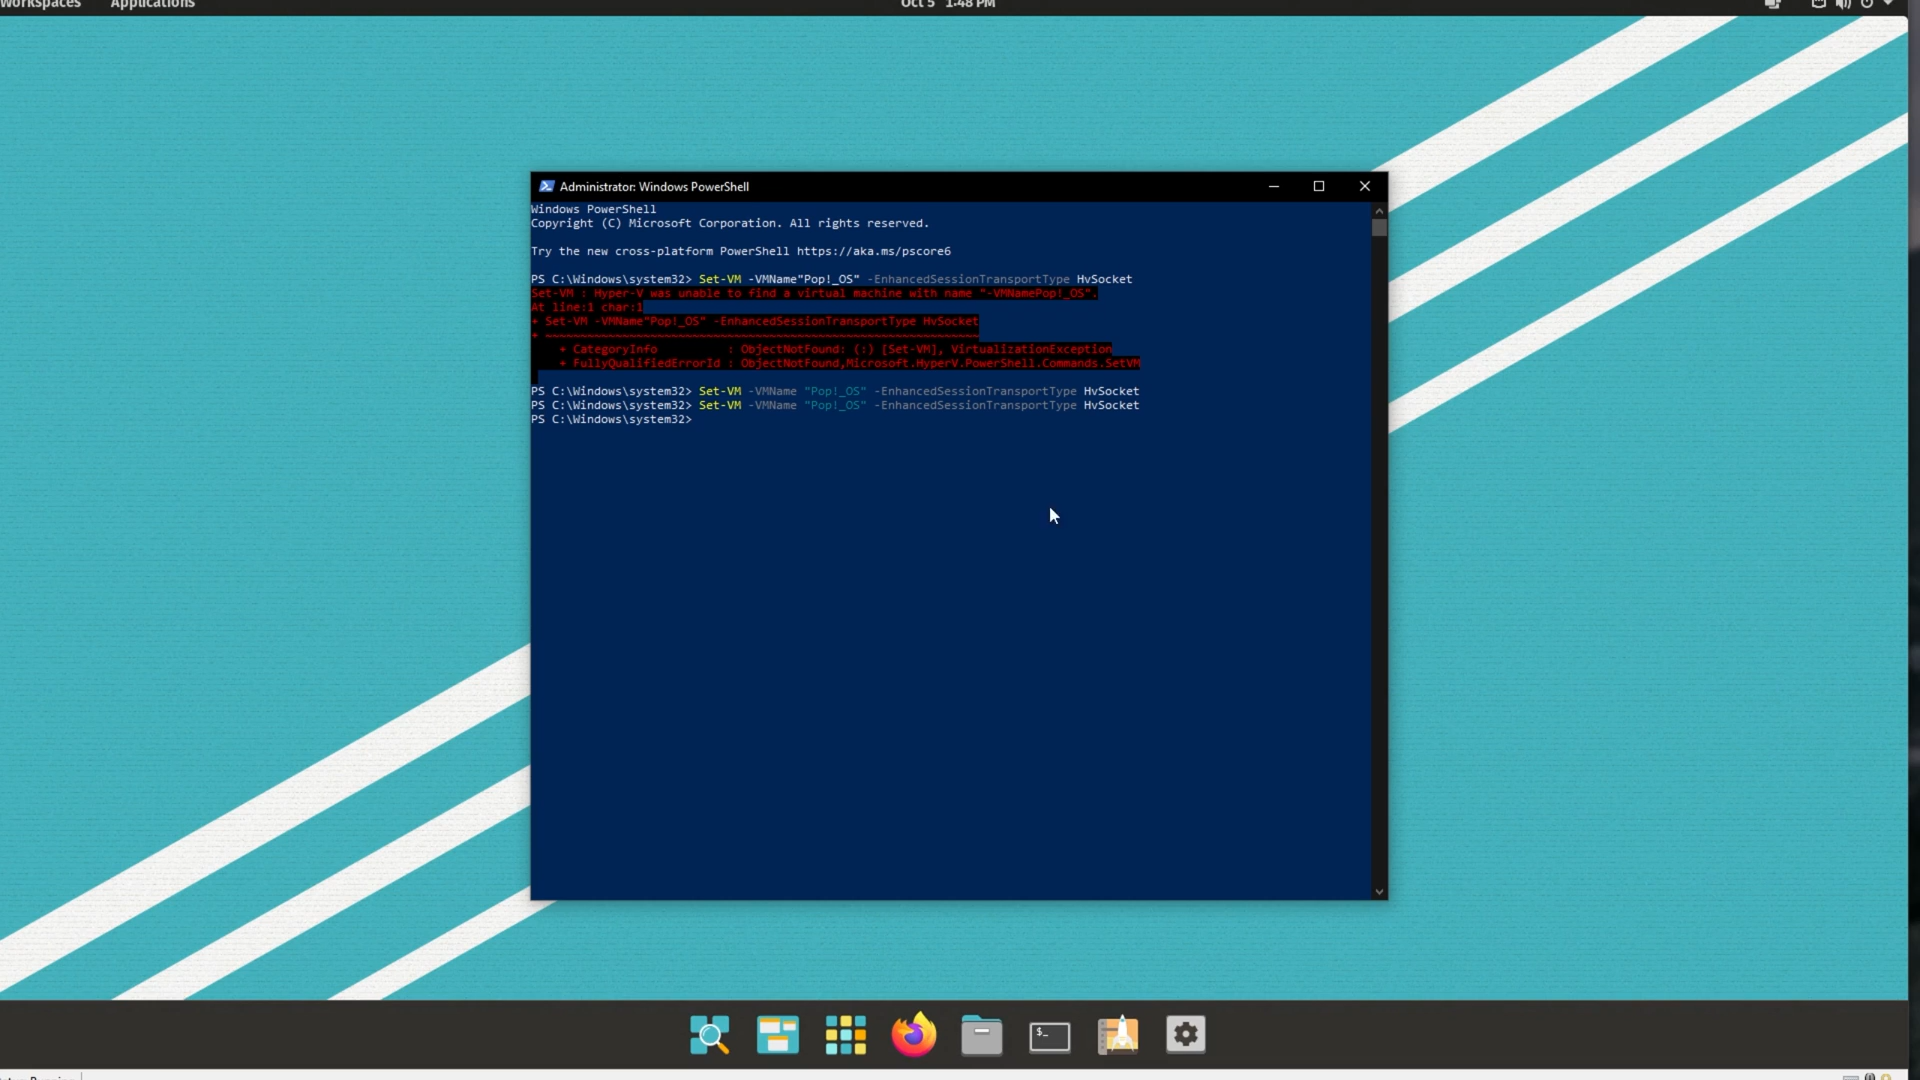 Workspaces Applications Oct 5 1:48 PM
Administrator: Windows PowerShell
Windows PowerShell
Copyright (C) Microsoft Corporation. All rights reserved.
Try the new cross-platform PowerShell https://aka.ms/pscore6
PS C:\Windows\system32> Set-VM -VMName"Pop!_OS" -EnhancedSessionTransportType HvSocket
Set-VM : Hyper-V was unable to find a virtual machine with name "-VMNamePop!_OS".
At line:1 char:1
+ Set-VM -VMName"Pop!_OS" -EnhancedSessionTransportType HvSocket
+ ~~~~~~~~~~~~~~~~~~~~~~~~~~~~~~~~~~~~~~~~~~~~~~~~~~~~~~~~~~~~~~
+ CategoryInfo : ObjectNotFound: (:) [Set-VM], VirtualizationException
+ FullyQualifiedErrorId : ObjectNotFound,Microsoft.HyperV.PowerShell.Commands.SetVM
PS C:\Windows\system32> Set-VM -VMName "Pop!_OS" -EnhancedSessionTransportType HvSocket
PS C:\Windows\system32> Set-VM -VMName "Pop!_OS" -EnhancedSessionTransportType HvSocket
PS C:\Windows\system32>
$_